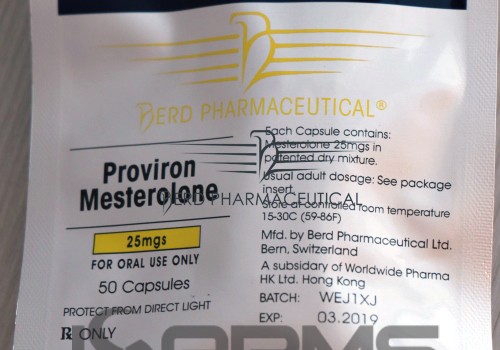 BERD PHARMACEUTICAL®
Proviron
Mesterolone
25mgs
FOR ORAL USE ONLY
50 Capsules
PROTECT FROM DIRECT LIGHT
℞ ONLY
Each Capsule contains:
Mesterolone 25mgs in
patented dry mixture.
Usual adult dosage: See package
insert.
Store at controlled room temperature
15-30C (59-86F)
Mfd. by Berd Pharmaceutical Ltd.
Bern, Switzerland
A subsidary of Worldwide Pharma
HK Ltd. Hong Kong
BATCH: WEJ1XJ
EXP: 03.2019
BERD PHARMACEUTICAL